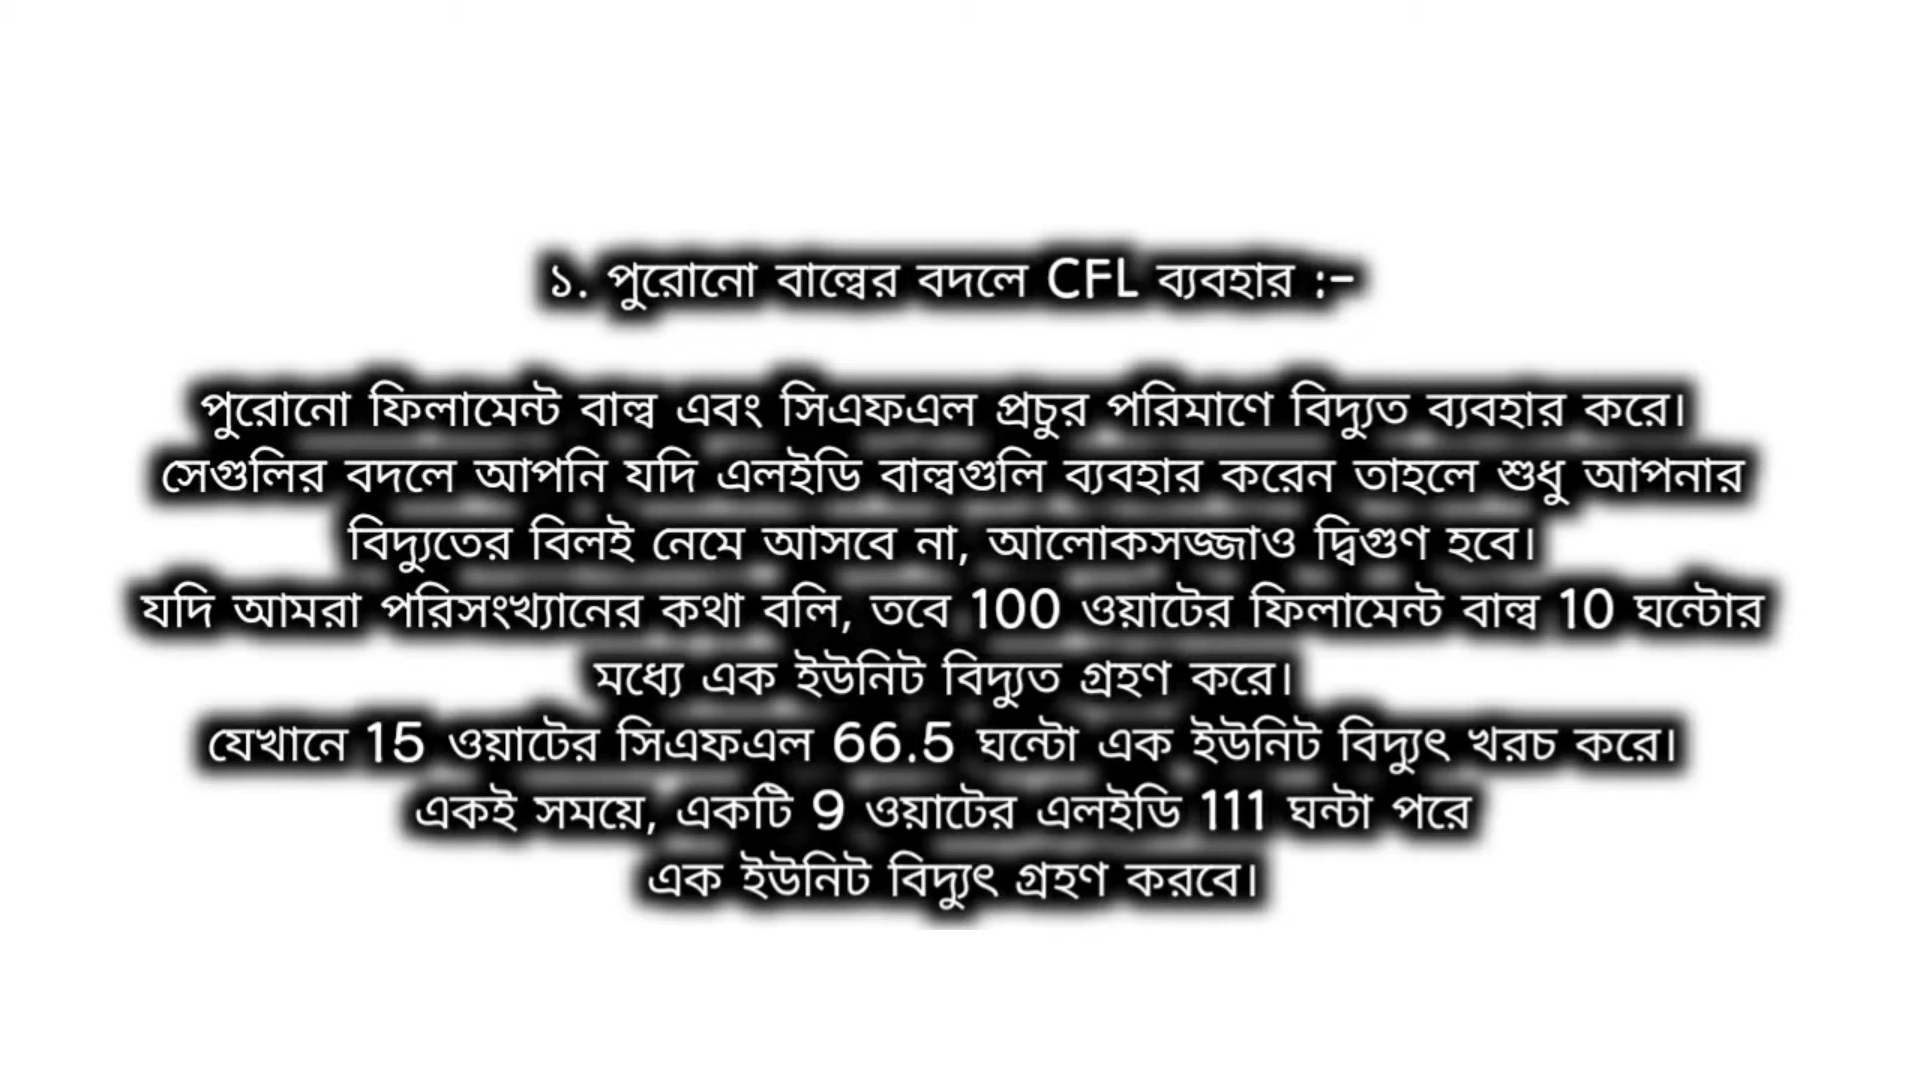 ১. পুরোনো বাল্বের বদলে CFL ব্যবহার :-
পুরোনো ফিলামেন্ট বাল্ব এবং সিএফএল প্রচুর পরিমাণে বিদ্যুত ব্যবহার করে।
সেগুলির বদলে আপনি যদি এলইডি বাল্বগুলি ব্যবহার করেন তাহলে শুধু আপনার
বিদ্যুতের বিলই নেমে আসবে না, আলোকসজ্জাও দ্বিগুণ হবে।
যদি আমরা পরিসংখ্যানের কথা বলি, তবে 100 ওয়াটের ফিলামেন্ট বাল্ব 10 ঘন্টোর
মধ্যে এক ইউনিট বিদ্যুত গ্রহণ করে।
যেখানে 15 ওয়াটের সিএফএল 66.5 ঘন্টো এক ইউনিট বিদ্যুৎ খরচ করে।
একই সময়ে, একটি 9 ওয়াটের এলইডি 111 ঘন্টা পরে
এক ইউনিট বিদ্যুৎ গ্রহণ করবে।